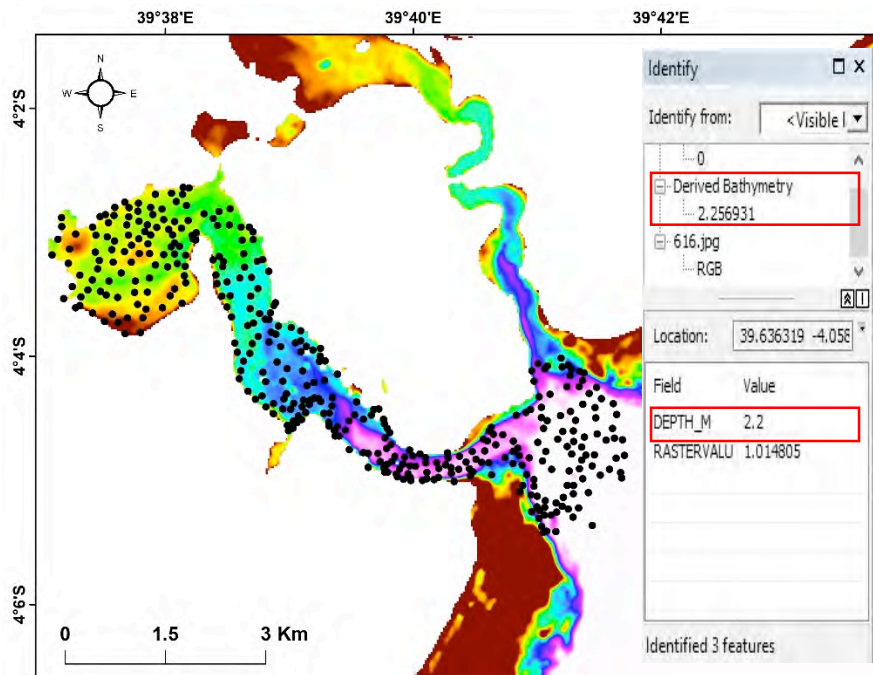 39°38'E 39°40'E 39°42'E
N
W E
S
4°2'S
4°4'S
4°6'S
0 1.5 3 Km
Identify
Identify from: <Visible l
0
Derived Bathymetry
2.256931
616.jpg
RGB
Location: 39.636319 -4.058
Field Value
DEPTH_M 2.2
RASTERVALU 1.014805
Identified 3 features